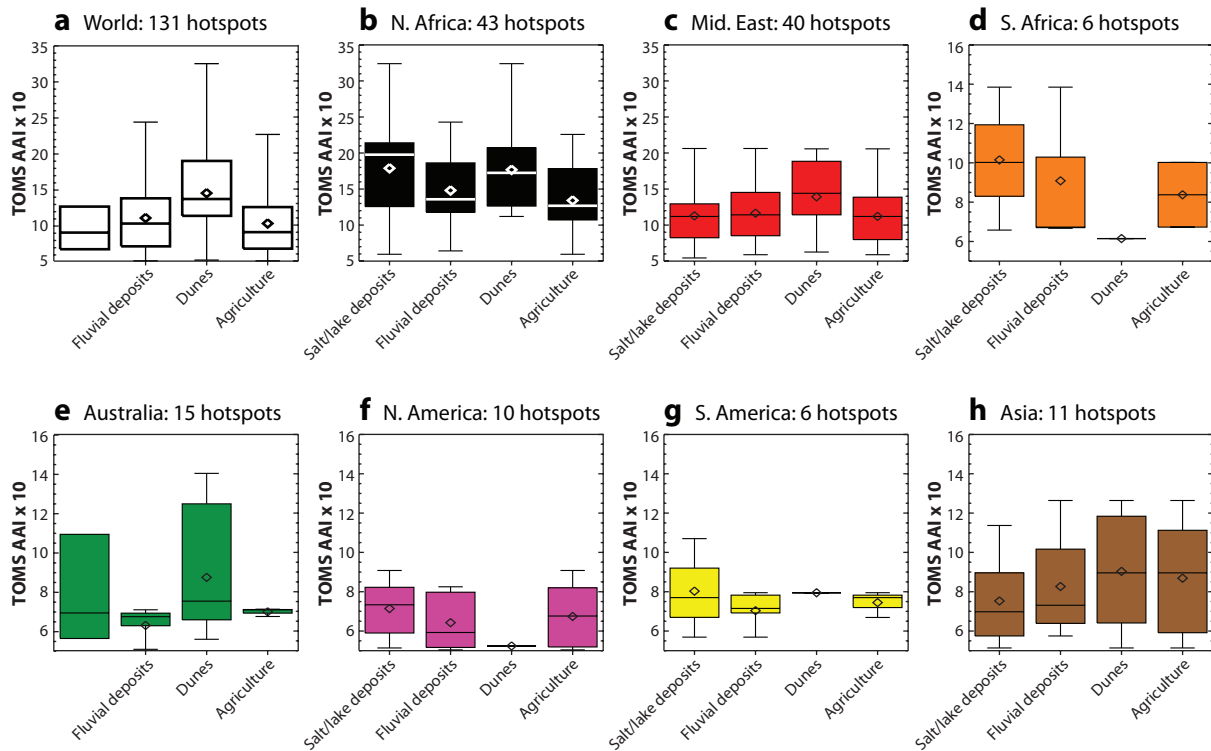 a World: 131 hotspots
b N. Africa: 43 hotspots
c Mid. East: 40 hotspots
d S. Africa: 6 hotspots
TOMS AAI x 10
35
30
25
20
15
10
5
Fluvial deposits
Dunes
Agriculture
TOMS AAI x 10
35
30
25
20
15
10
5
Salt/lake deposits
Fluvial deposits
Dunes
Agriculture
TOMS AAI x 10
35
30
25
20
15
10
5
Salt/lake deposits
Fluvial deposits
Dunes
Agriculture
TOMS AAI x 10
16
14
12
10
8
6
Salt/lake deposits
Fluvial deposits
Dunes
Agriculture
e Australia: 15 hotspots
f N. America: 10 hotspots
g S. America: 6 hotspots
h Asia: 11 hotspots
TOMS AAI x 10
16
14
12
10
8
6
Fluvial deposits
Dunes
Agriculture
TOMS AAI x 10
16
14
12
10
8
6
Salt/lake deposits
Fluvial deposits
Dunes
Agriculture
TOMS AAI x 10
16
14
12
10
8
6
Salt/lake deposits
Fluvial deposits
Dunes
Agriculture
TOMS AAI x 10
16
14
12
10
8
6
Salt/lake deposits
Fluvial deposits
Dunes
Agriculture